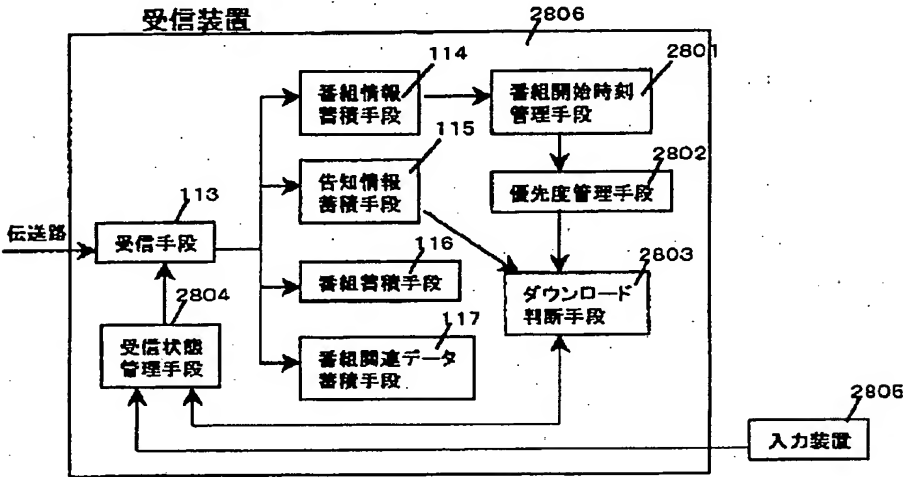 受信装置
2806
114
番組情報
蓄積手段
2801
番組開始時刻
管理手段
115
告知情報
蓄積手段
2802
優先度管理手段
伝送路
113
受信手段
116
番組蓄積手段
2803
ダウンロード
判断手段
2804
受信状態
管理手段
117
番組関連データ
蓄積手段
2805
入力装置